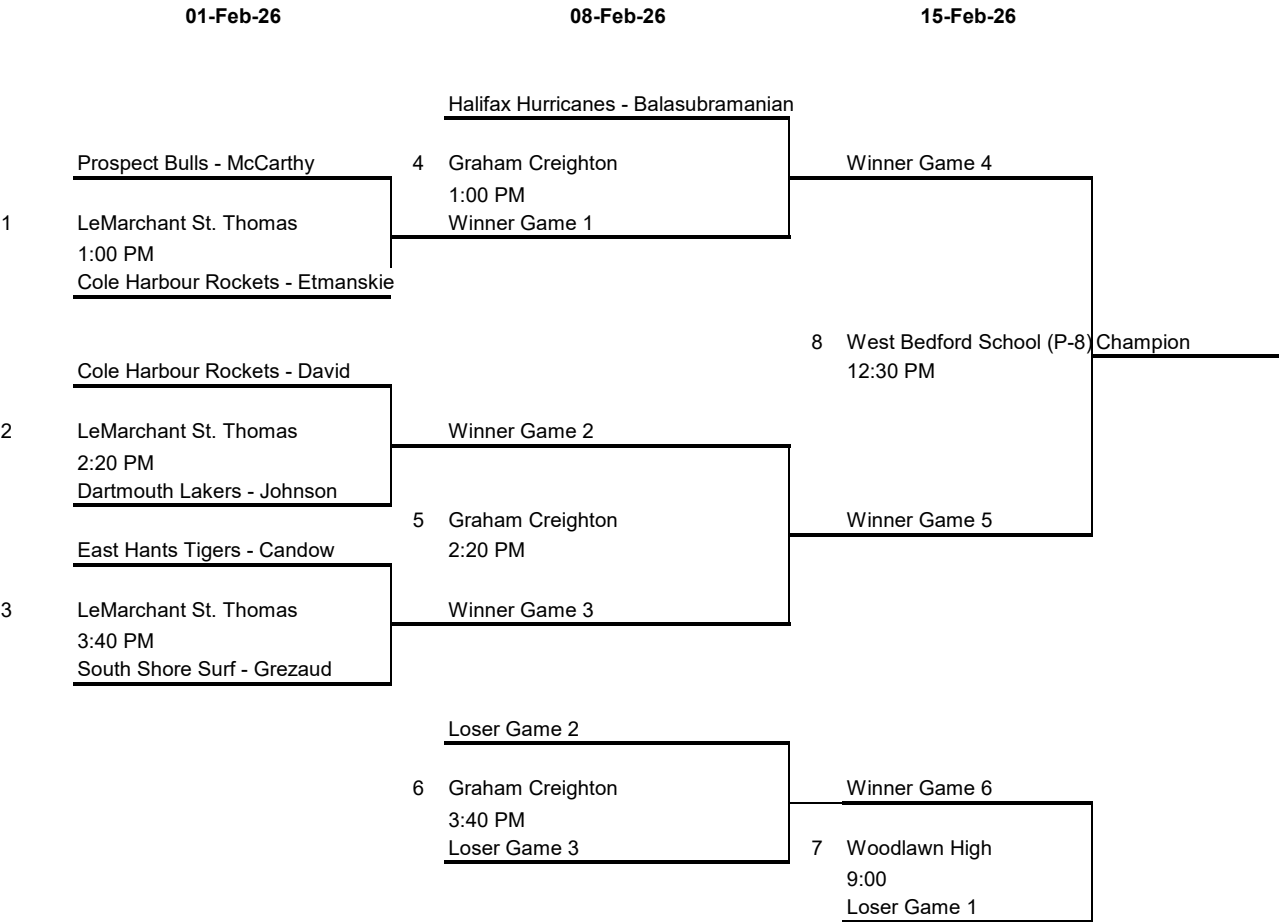 01-Feb-26 08-Feb-26 15-Feb-26
Halifax Hurricanes - Balasubramanian
Prospect Bulls - McCarthy 4 Graham Creighton Winner Game 4
1:00 PM
1 LeMarchant St. Thomas Winner Game 1
1:00 PM
Cole Harbour Rockets - Etmanskie
8 West Bedford School (P-8) Champion
Cole Harbour Rockets - David 12:30 PM
2 LeMarchant St. Thomas Winner Game 2
2:20 PM
Dartmouth Lakers - Johnson
5 Graham Creighton Winner Game 5
East Hants Tigers - Candow 2:20 PM
3 LeMarchant St. Thomas Winner Game 3
3:40 PM
South Shore Surf - Grezaud
Loser Game 2
6 Graham Creighton Winner Game 6
3:40 PM
Loser Game 3 7 Woodlawn High
9:00
Loser Game 1